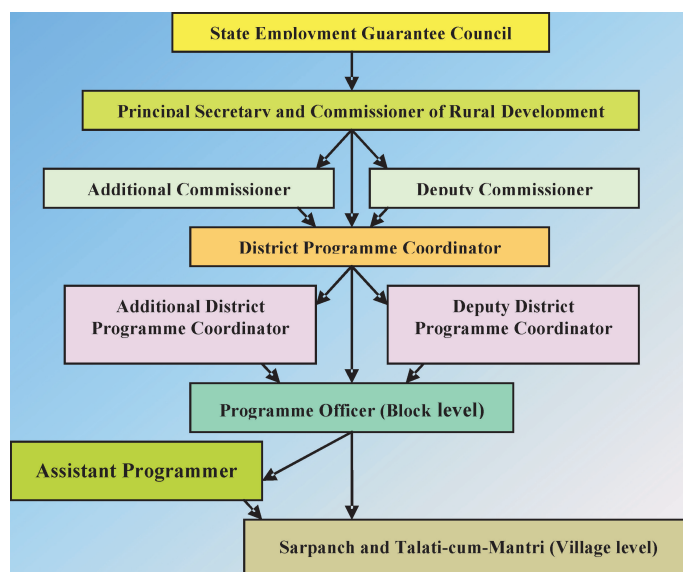 State Employment Guarantee Council
Principal Secretary and Commissioner of Rural Development
Additional Commissioner
Deputy Commissioner
District Programme Coordinator
Additional District
Programme Coordinator
Deputy District
Programme Coordinator
Programme Officer (Block level)
Assistant Programmer
Sarpanch and Talati-cum-Mantri (Village level)